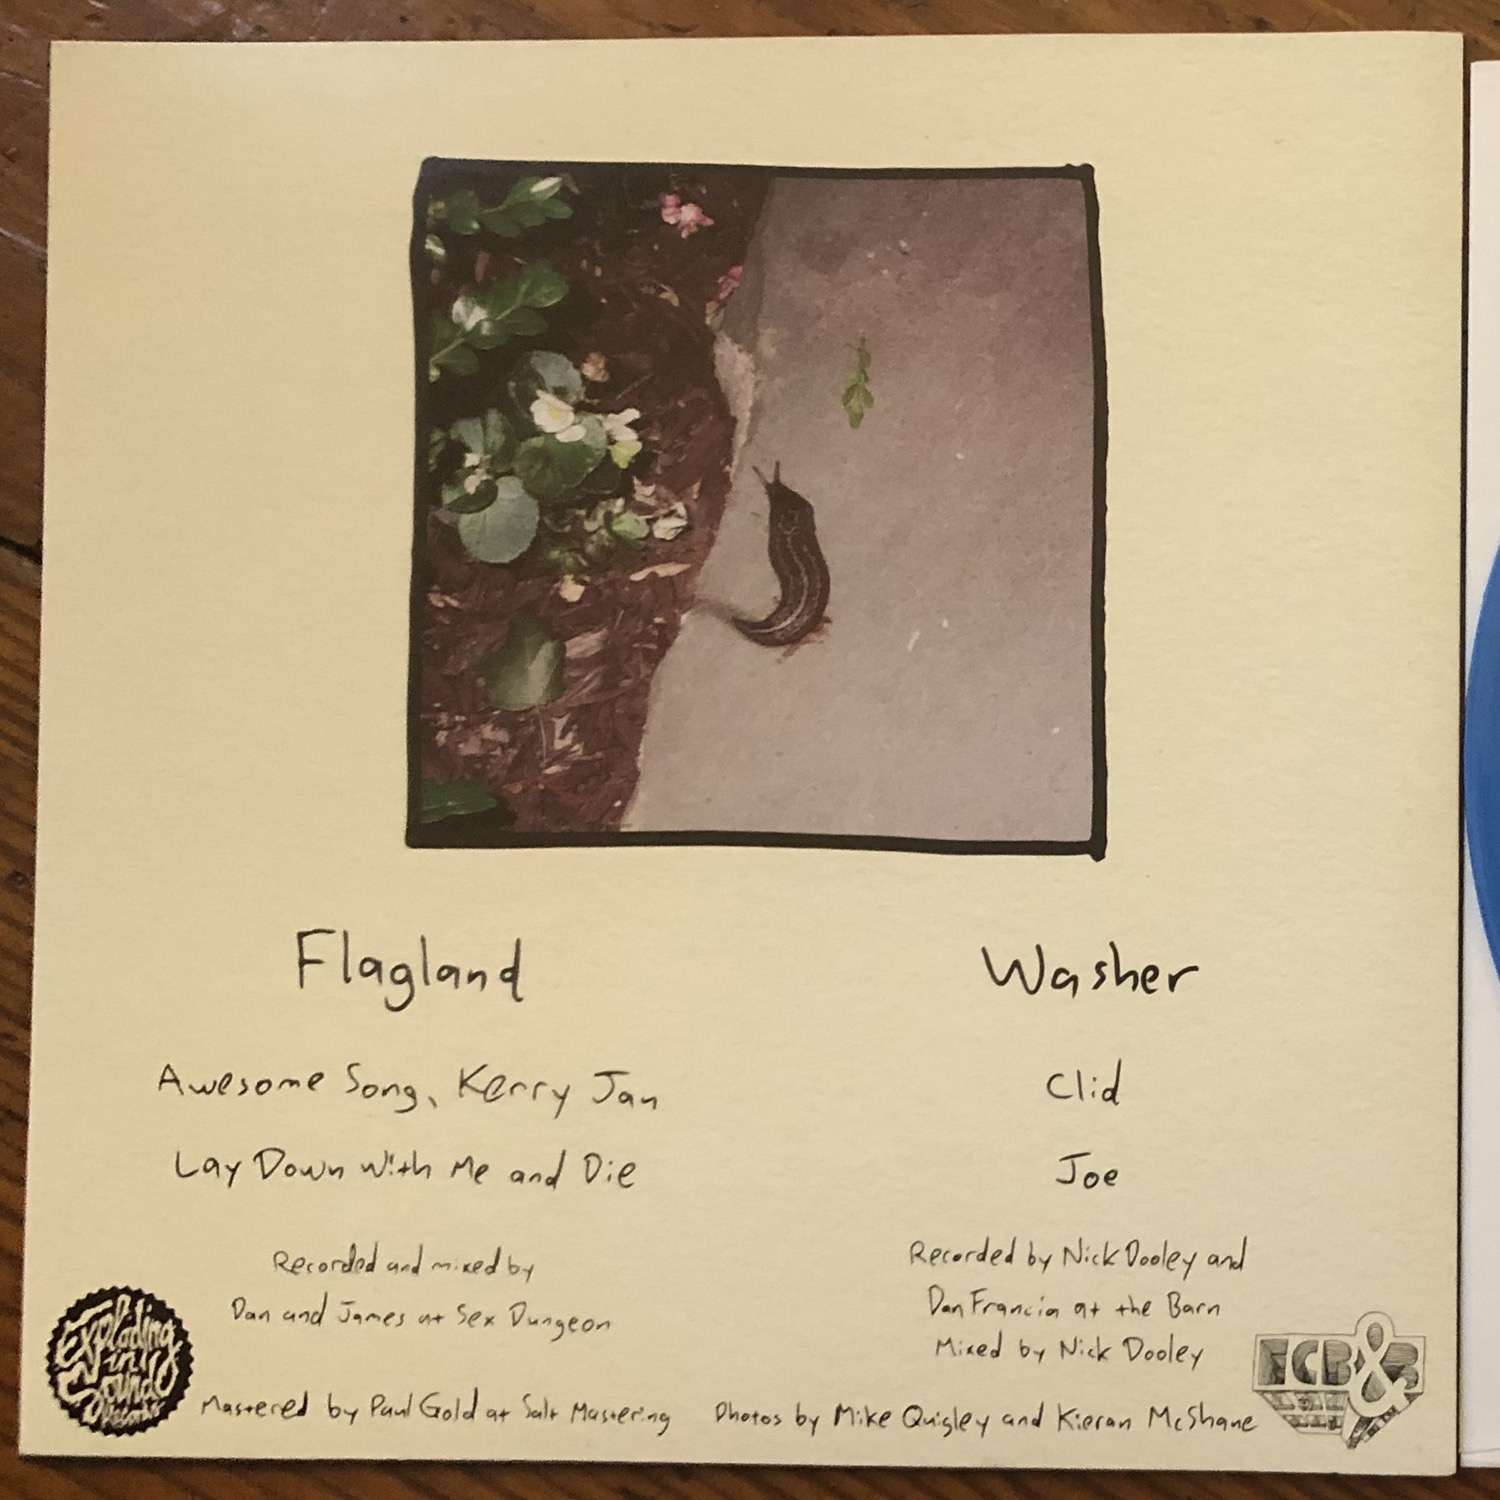 Flagland
Awesome Song, Kerry Jan
Lay Down With Me and Die
Recorded and mixed by
Dan and James at Sex Dungeon
Washer
Clid
Joe
Recorded by Nick Dooley and
Dan Francia at the Barn
Mixed by Nick Dooley
Mastered by Paul Gold at Salt Mastering
Photos by Mike Quigley and Kieran McShane
Exploding
in
Sound
Records